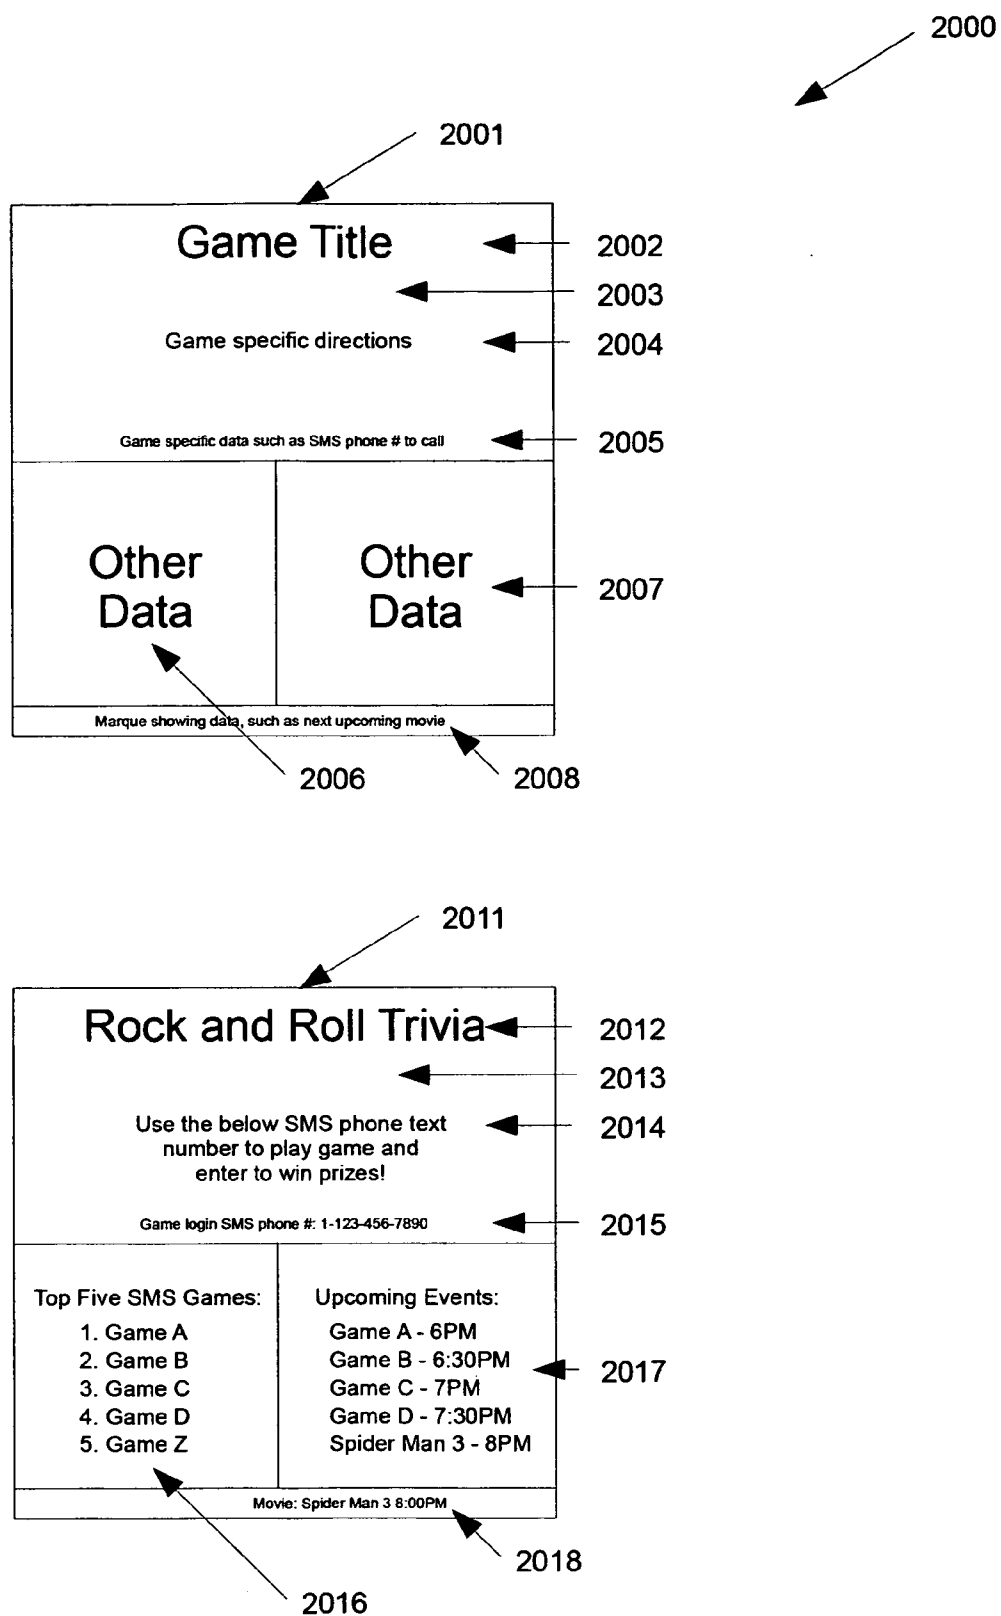 2000
2001
Game Title
2002
2003
Game specific directions
2004
Game specific data such as SMS phone # to call
2005
Other
Data
Other
Data
2007
Marque showing data, such as next upcoming movie
2006
2008
2011
Rock and Roll Trivia
2012
2013
Use the below SMS phone text
number to play game and
enter to win prizes!
2014
Game login SMS phone #: 1-123-456-7890
2015
Top Five SMS Games:
1. Game A
2. Game B
3. Game C
4. Game D
5. Game Z
Upcoming Events:
Game A - 6PM
Game B - 6:30PM
Game C - 7PM
Game D - 7:30PM
Spider Man 3 - 8PM
2017
Movie: Spider Man 3 8:00PM
2018
2016